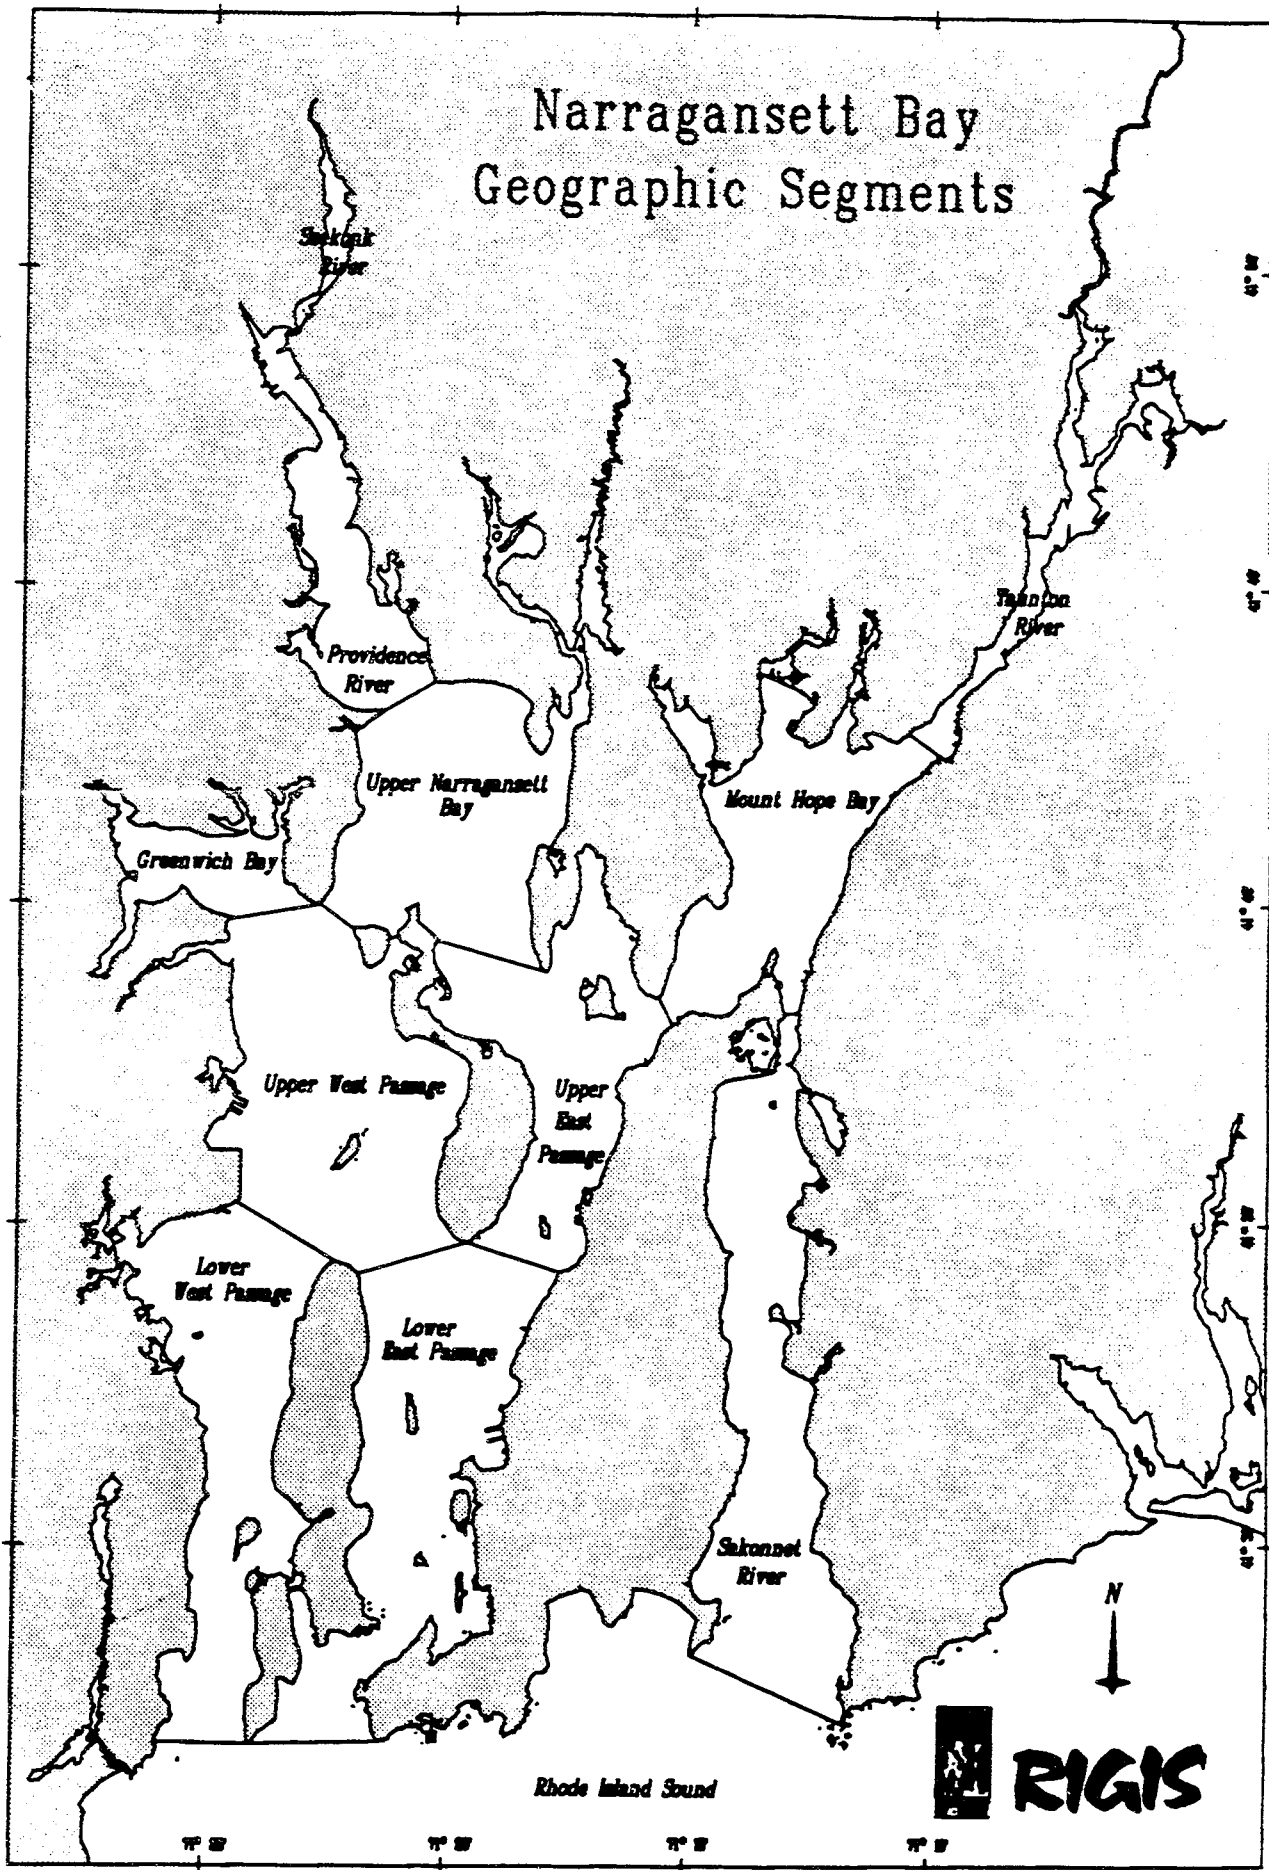 Narragansett Bay
Geographic Segments
Seekonk
River
Taunton
River
Providence
River
Upper Narragansett
Bay
Mount Hope Bay
Greenwich Bay
Upper West Passage
Upper
East
Passage
Lower
West Passage
Lower
East Passage
Sakonnet
River
N
Rhode Island Sound
RIGIS